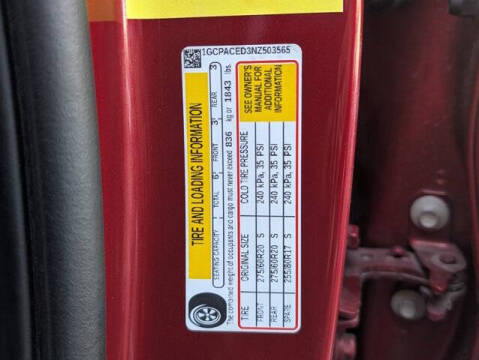 1GCPACED3NZ503565
TIRE AND LOADING INFORMATION
SEATING CAPACITY TOTAL 6 FRONT 3 REAR 3
The combined weight of occupants and cargo must never exceed 836 kg or 1843 lbs.
TIRE ORIGINAL SIZE COLD TIRE PRESSURE
FRONT 275/60R20 S 240 kPa, 35 PSI
REAR 275/60R20 S 240 kPa, 35 PSI
SPARE 255/80R17 S 240 kPa, 35 PSI
SEE OWNER'S
MANUAL FOR
ADDITIONAL
INFORMATION